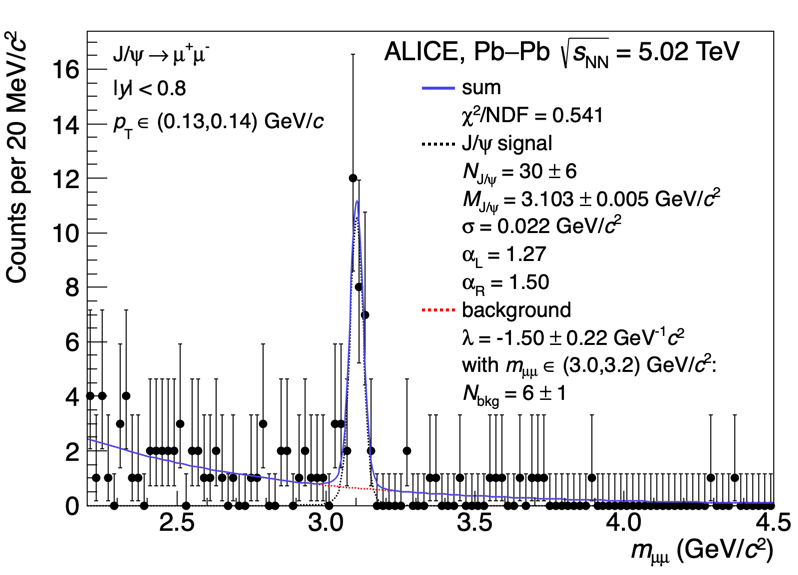 Counts per 20 MeV/c²
16
14
12
10
8
6
4
2
0
J/ψ → μ⁺μ⁻
|y| < 0.8
p_T ∈ (0.13,0.14) GeV/c
ALICE, Pb–Pb √s_NN = 5.02 TeV
sum
χ²/NDF = 0.541
J/ψ signal
N_J/ψ = 30 ± 6
M_J/ψ = 3.103 ± 0.005 GeV/c²
σ = 0.022 GeV/c²
α_L = 1.27
α_R = 1.50
background
λ = -1.50 ± 0.22 GeV⁻¹c²
with m_μμ ∈ (3.0,3.2) GeV/c²:
N_bkg = 6 ± 1
2.5 3.0 3.5 4.0 4.5
m_μμ (GeV/c²)